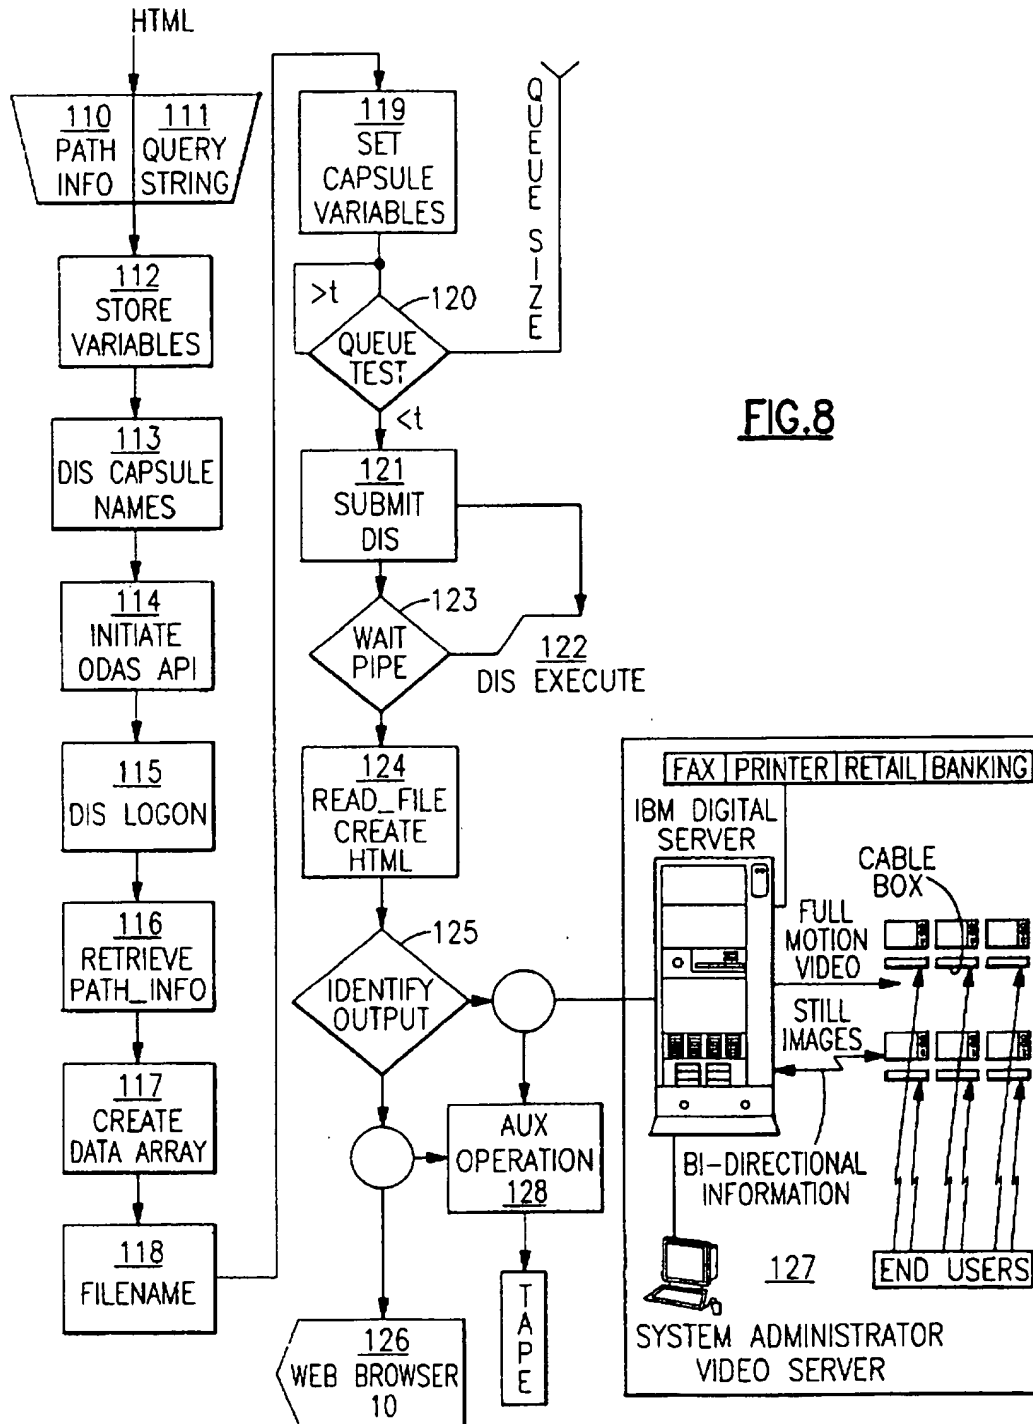 HTML
110
PATH
INFO
111
QUERY
STRING
112
STORE
VARIABLES
113
DIS CAPSULE
NAMES
114
INITIATE
ODAS API
115
DIS LOGON
116
RETRIEVE
PATH_INFO
117
CREATE
DATA ARRAY
118
FILENAME
119
SET
CAPSULE
VARIABLES
QUEUE SIZE
>t
120
QUEUE
TEST
<t
121
SUBMIT
DIS
123
WAIT
PIPE
122
DIS EXECUTE
124
READ_FILE
CREATE
HTML
125
IDENTIFY
OUTPUT
AUX
OPERATION
128
TAPE
126
WEB BROWSER
10
FIG.8
FAX PRINTER RETAIL BANKING
IBM DIGITAL
SERVER
CABLE
BOX
FULL
MOTION
VIDEO
STILL
IMAGES
BI-DIRECTIONAL
INFORMATION
END USERS
127
SYSTEM ADMINISTRATOR
VIDEO SERVER